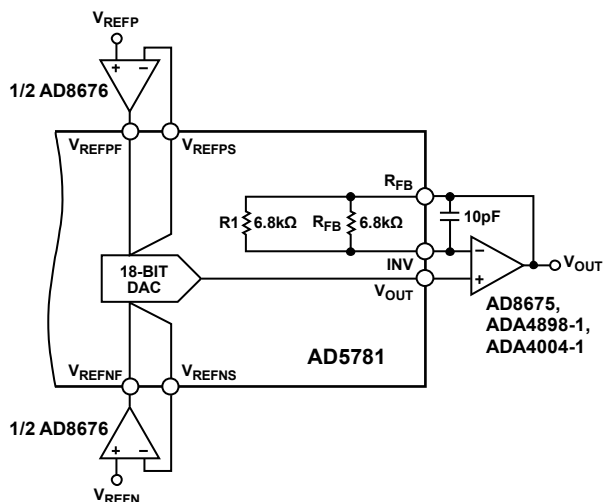 VREFP
1/2 AD8676
VREFPF
VREFPS
RFB
R1
6.8kΩ
RFB
6.8kΩ
10pF
INV
18-BIT
DAC
VOUT
VOUT
AD8675,
ADA4898-1,
ADA4004-1
AD5781
VREFNF
VREFNS
1/2 AD8676
VREFN